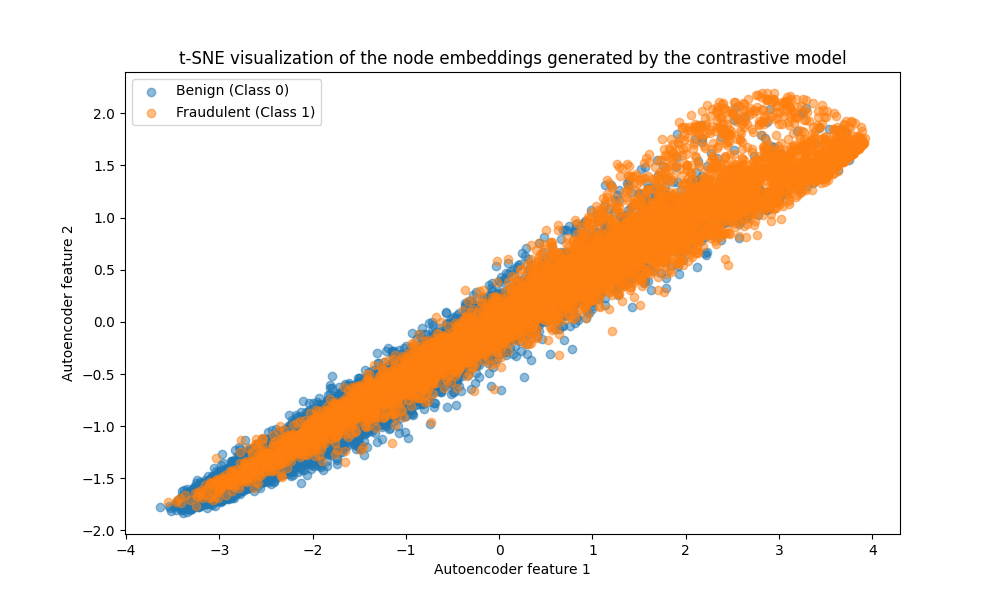 t-SNE visualization of the node embeddings generated by the contrastive model
Benign (Class 0)
Fraudulent (Class 1)
Autoencoder feature 2
2.0
1.5
1.0
0.5
0.0
−0.5
−1.0
−1.5
−2.0
−4 −3 −2 −1 0 1 2 3 4
Autoencoder feature 1